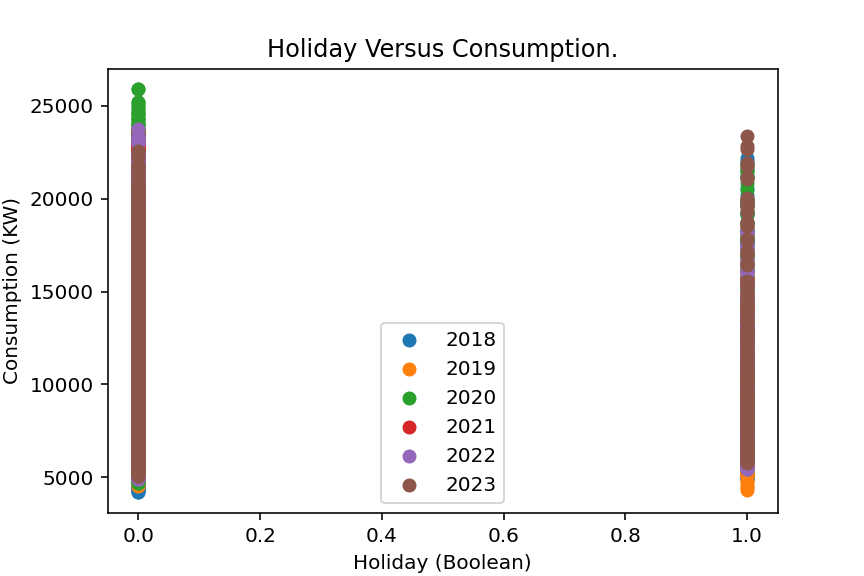 Holiday Versus Consumption.
Consumption (KW)
25000
20000
15000
10000
5000
2018
2019
2020
2021
2022
2023
0.0 0.2 0.4 0.6 0.8 1.0
Holiday (Boolean)